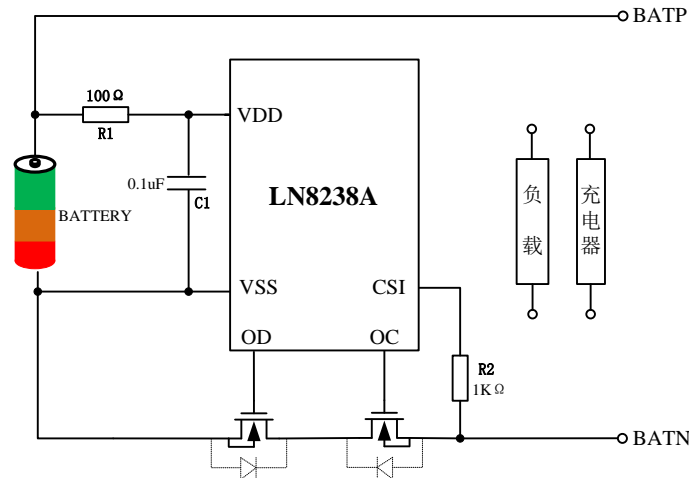 BATP
100Ω
R1
VDD
0.1uF
C1
BATTERY
LN8238A
负载
充电器
VSS
CSI
OD
OC
R2
1KΩ
BATN